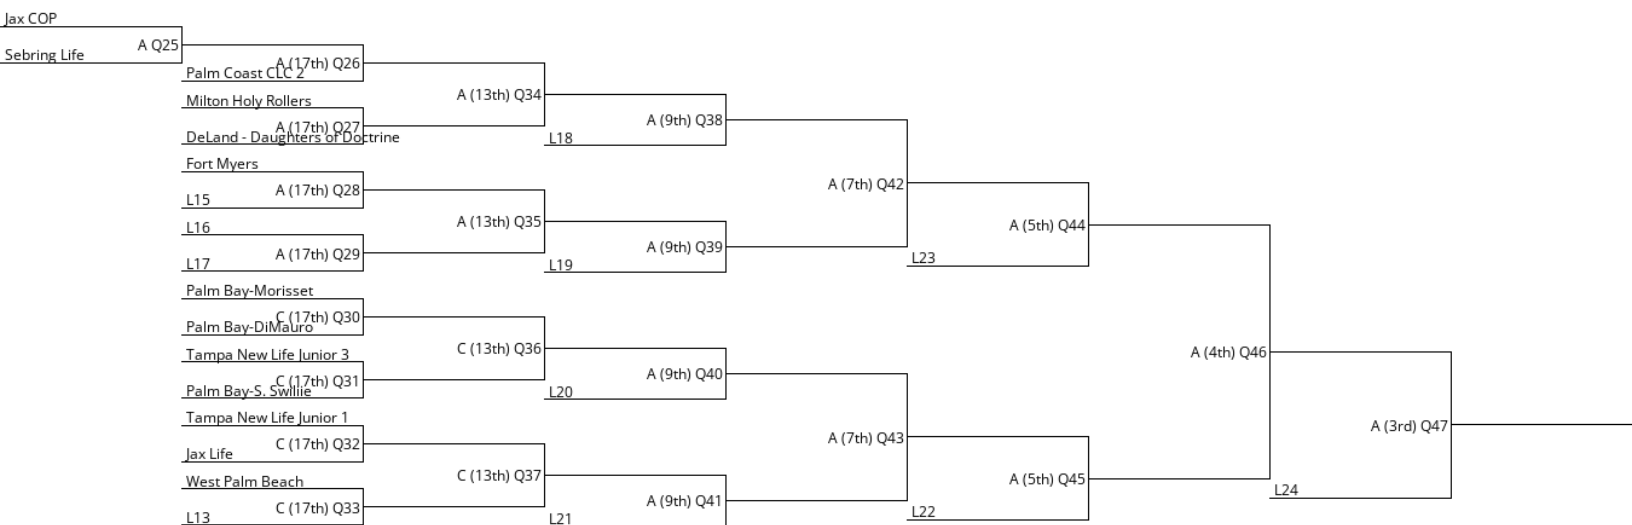 Jax COP
A Q25
Sebring Life
A (17th) Q26
Palm Coast CLC 2
A (13th) Q34
Milton Holy Rollers
A (9th) Q38
A (17th) Q27
DeLand - Daughters of Doctrine
L18
Fort Myers
A (7th) Q42
A (17th) Q28
L15
A (13th) Q35
A (5th) Q44
L16
A (9th) Q39
A (17th) Q29
L23
L17
L19
Palm Bay-Morisset
C (17th) Q30
Palm Bay-DiMauro
C (13th) Q36
A (4th) Q46
Tampa New Life Junior 3
A (9th) Q40
C (17th) Q31
Palm Bay-S. Swillie
L20
Tampa New Life Junior 1
A (3rd) Q47
A (7th) Q43
C (17th) Q32
Jax Life
C (13th) Q37
A (5th) Q45
West Palm Beach
L24
A (9th) Q41
C (17th) Q33
L22
L13
L21